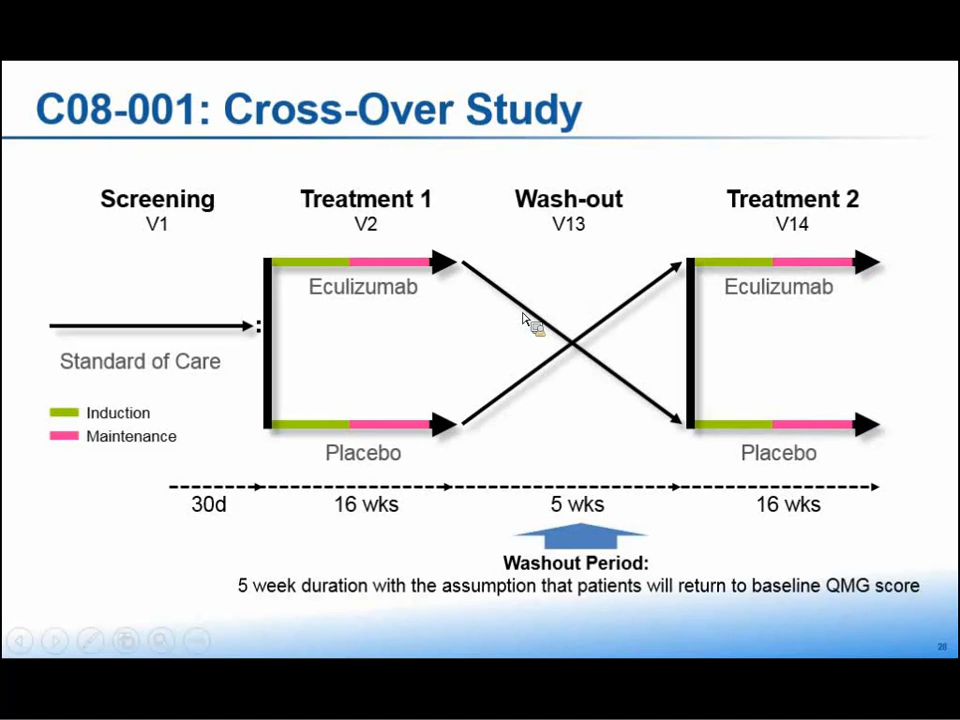 C08-001: Cross-Over Study
Screening
V1
Treatment 1
V2
Wash-out
V13
Treatment 2
V14
Eculizumab
Eculizumab
:
Standard of Care
Induction
Maintenance
Placebo
Placebo
30d
16 wks
5 wks
16 wks
Washout Period:
5 week duration with the assumption that patients will return to baseline QMG score
28